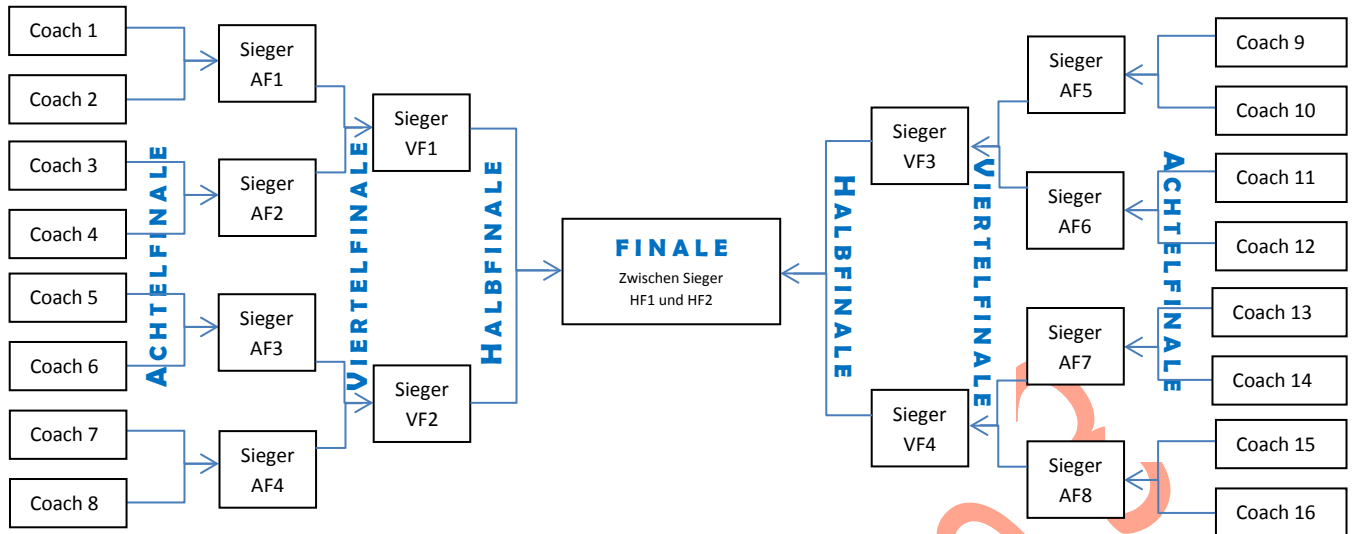 Coach 1
Coach 2
Coach 3
Coach 4
Coach 5
Coach 6
Coach 7
Coach 8
ACHTELFINALE
Sieger
AF1
Sieger
AF2
Sieger
AF3
Sieger
AF4
VIERTELFINALE
Sieger
VF1
Sieger
VF2
HALBFINALE
FINALE
Zwischen Sieger
HF1 und HF2
HALBFINALE
Sieger
VF3
Sieger
VF4
VIERTELFINALE
Sieger
AF5
Sieger
AF6
Sieger
AF7
Sieger
AF8
ACHTELFINALE
Coach 9
Coach 10
Coach 11
Coach 12
Coach 13
Coach 14
Coach 15
Coach 16